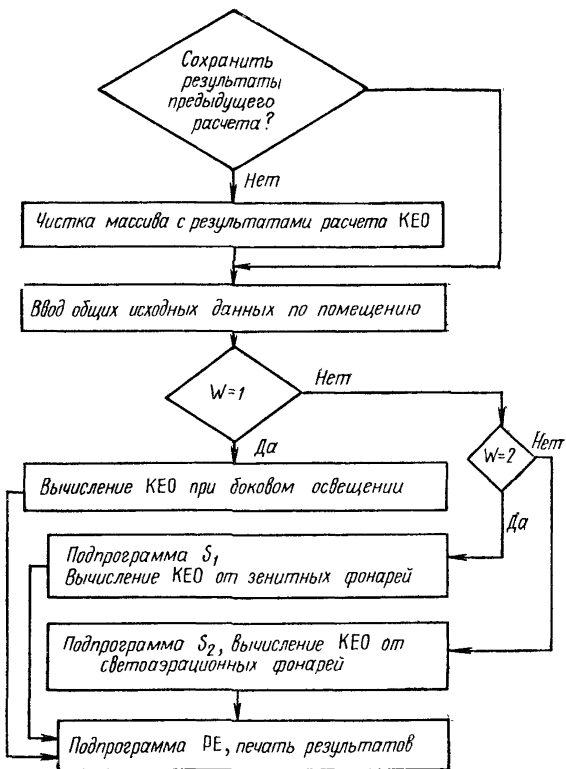 Сохранить
результаты
предыдущего
расчета?
Нет
Чистка массива с результатами расчета КЕО
Ввод общих исходных данных по помещению
W=1
Нет
Да
W=2
Нет
Да
Вычисление КЕО при боковом освещении
Подпрограмма S₁
Вычисление КЕО от зенитных фонарей
Подпрограмма S₂, вычисление КЕО от
светоаэрационных фонарей
Подпрограмма PE, печать результатов